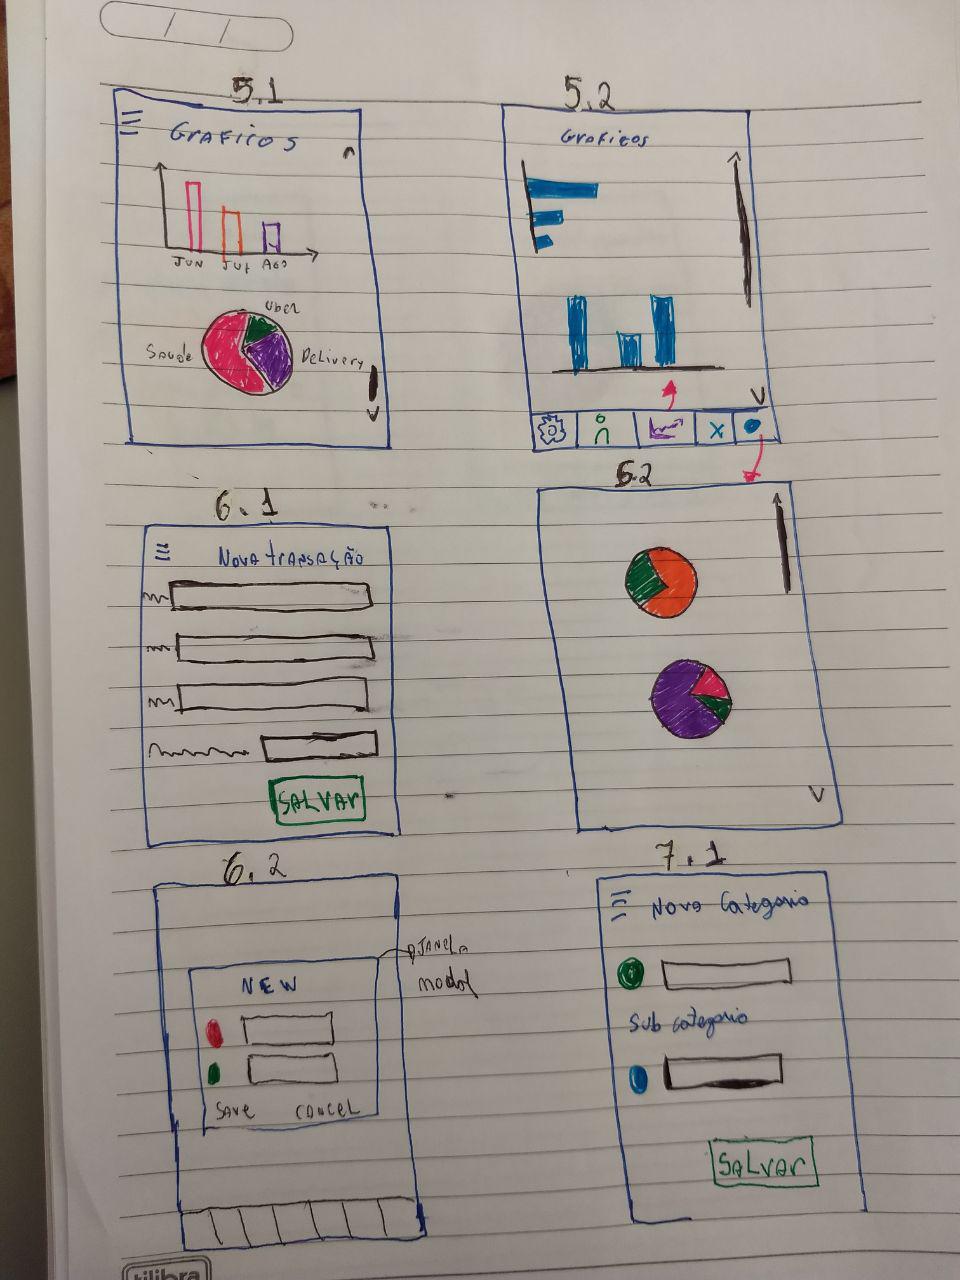 5.1
Graficos
JUN JUL AGO
Uber
Saude
Delivery
5.2
Graficos
X
6.1
Nova transação
SALVAR
5.2
6.2
JANELA
modal
NEW
SAVE CANCEL
7.1
Nova Categoria
Sub categoria
SALVAR
tilibra